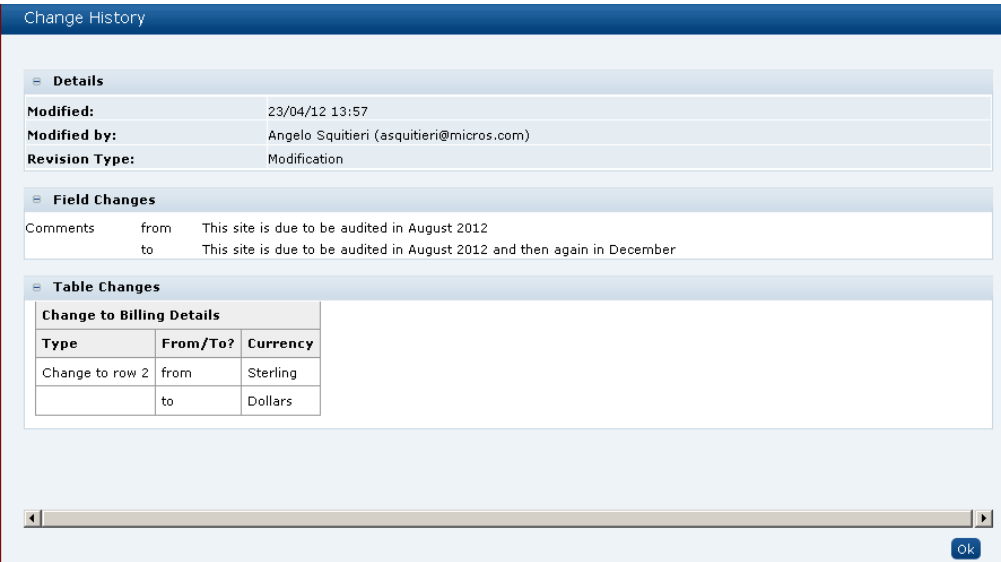 Change History
Details
Modified: 23/04/12 13:57
Modified by: Angelo Squitieri (asquitieri@micros.com)
Revision Type: Modification
Field Changes
Comments from This site is due to be audited in August 2012
to This site is due to be audited in August 2012 and then again in December
Table Changes
Change to Billing Details
Type From/To? Currency
Change to row 2 from Sterling
to Dollars
Ok